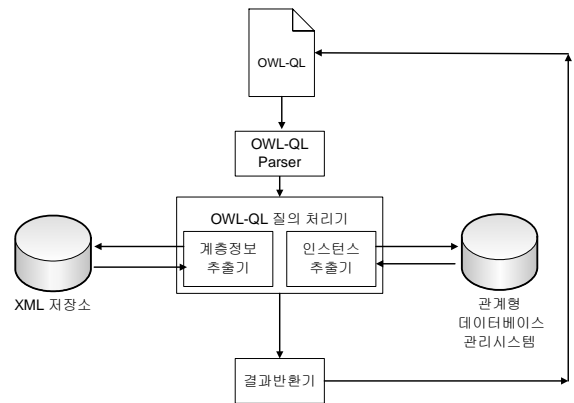 OWL-QL
OWL-QL
Parser
OWL-QL 질의 처리기
계층정보
추출기
인스턴스
추출기
XML 저장소
관계형
데이터베이스
관리시스템
결과반환기